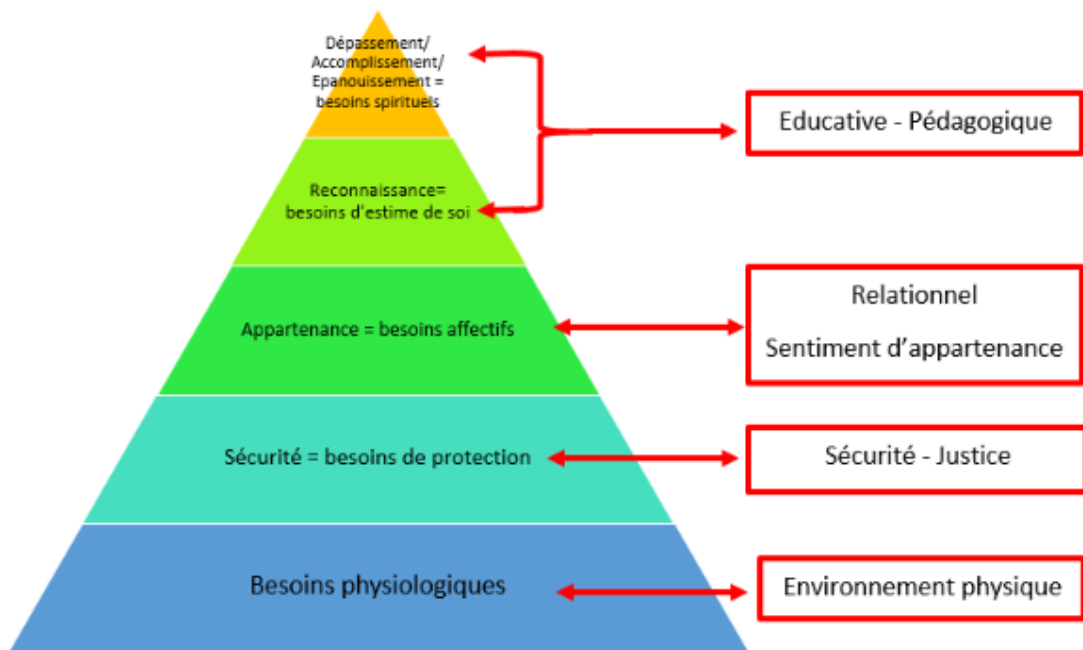 Dépassement/
Accomplissement/
Epanouissement =
besoins spirituels
Educative - Pédagogique
Reconnaissance=
besoins d'estime de soi
Appartenance = besoins affectifs
Relationnel
Sentiment d’appartenance
Sécurité = besoins de protection
Sécurité - Justice
Besoins physiologiques
Environnement physique